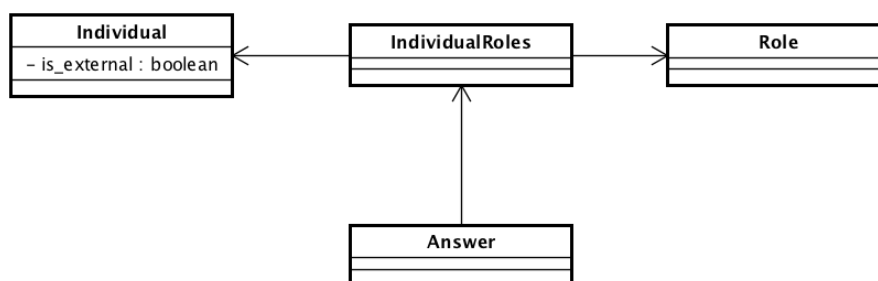 Individual
- is_external : boolean
IndividualRoles
Role
Answer